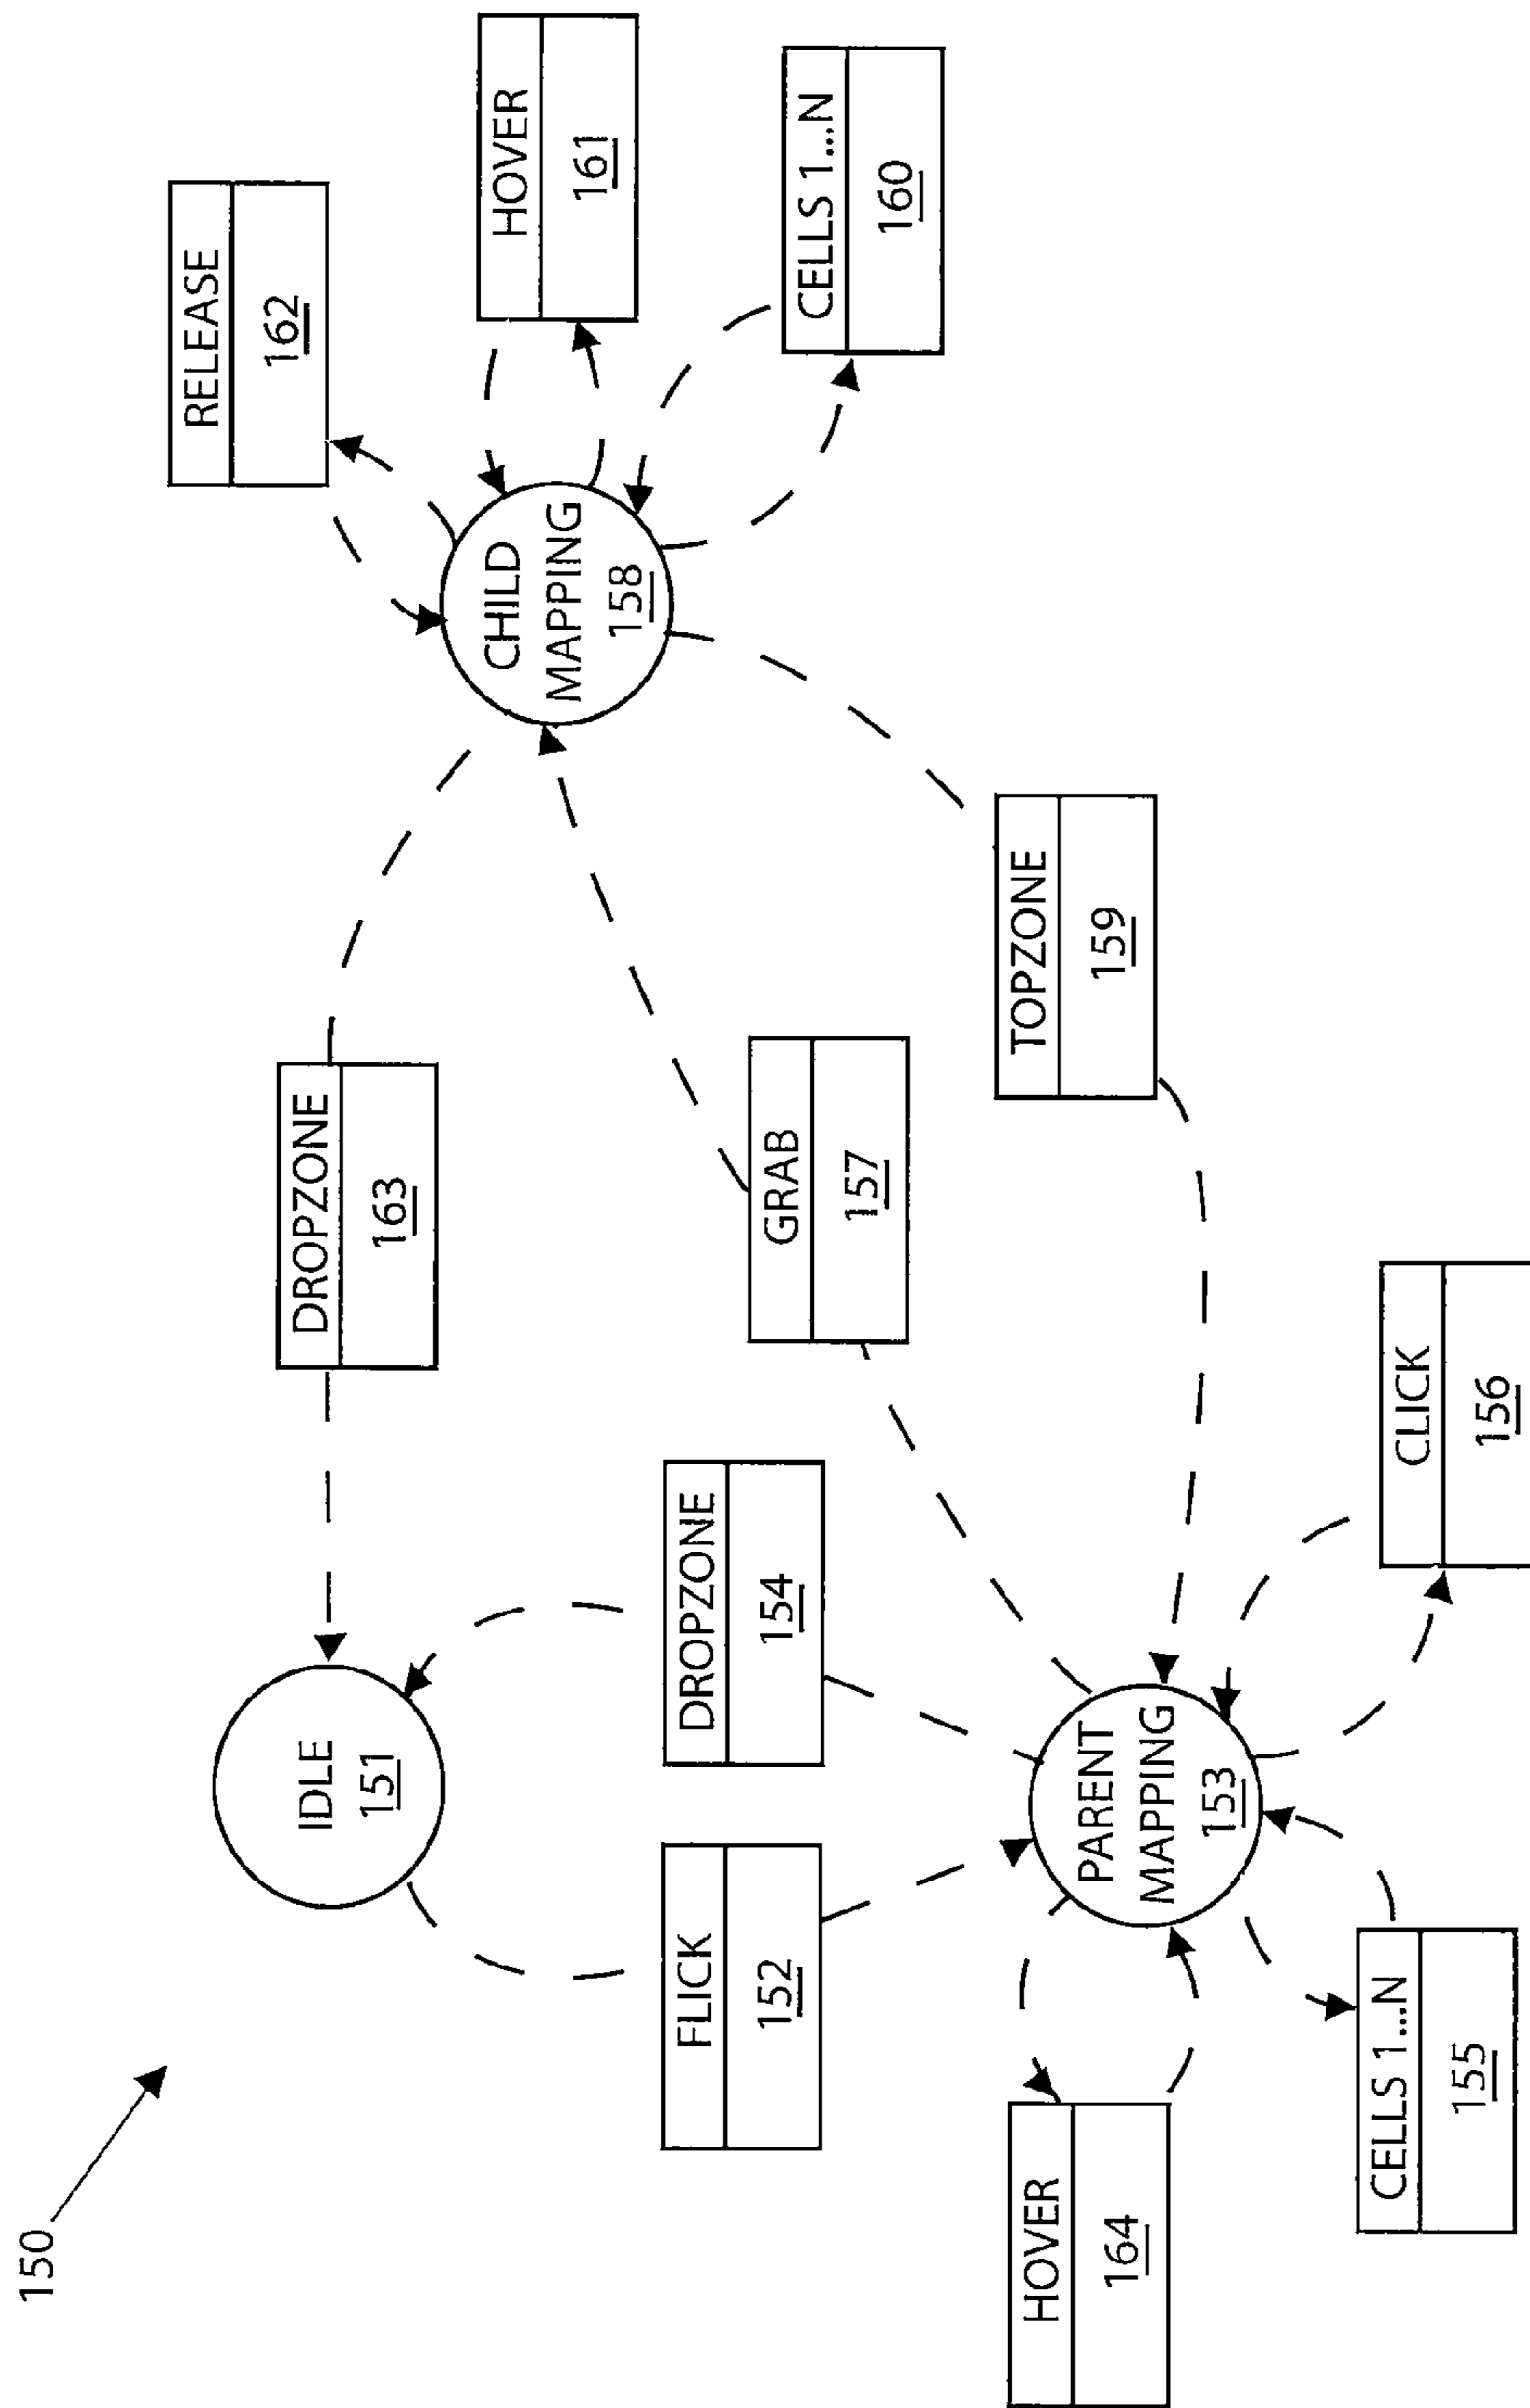 150
IDLE
151
DROPZONE
163
RELEASE
162
CHILD
MAPPING
158
HOVER
161
CELLS 1...N
160
FLICK
152
DROPZONE
154
GRAB
157
TOPZONE
159
HOVER
164
PARENT
MAPPING
153
CELLS 1...N
155
CLICK
156